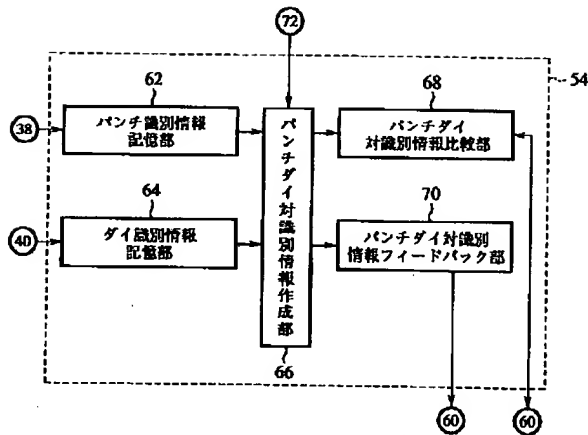 72
54
62
68
38
パンチ識別情報
記憶部
パンチダイ
対識別情報比較部
パンチダイ対識別情報作成部
64
70
40
ダイ識別情報
記憶部
パンチダイ対識別
情報フィードバック部
66
60
60